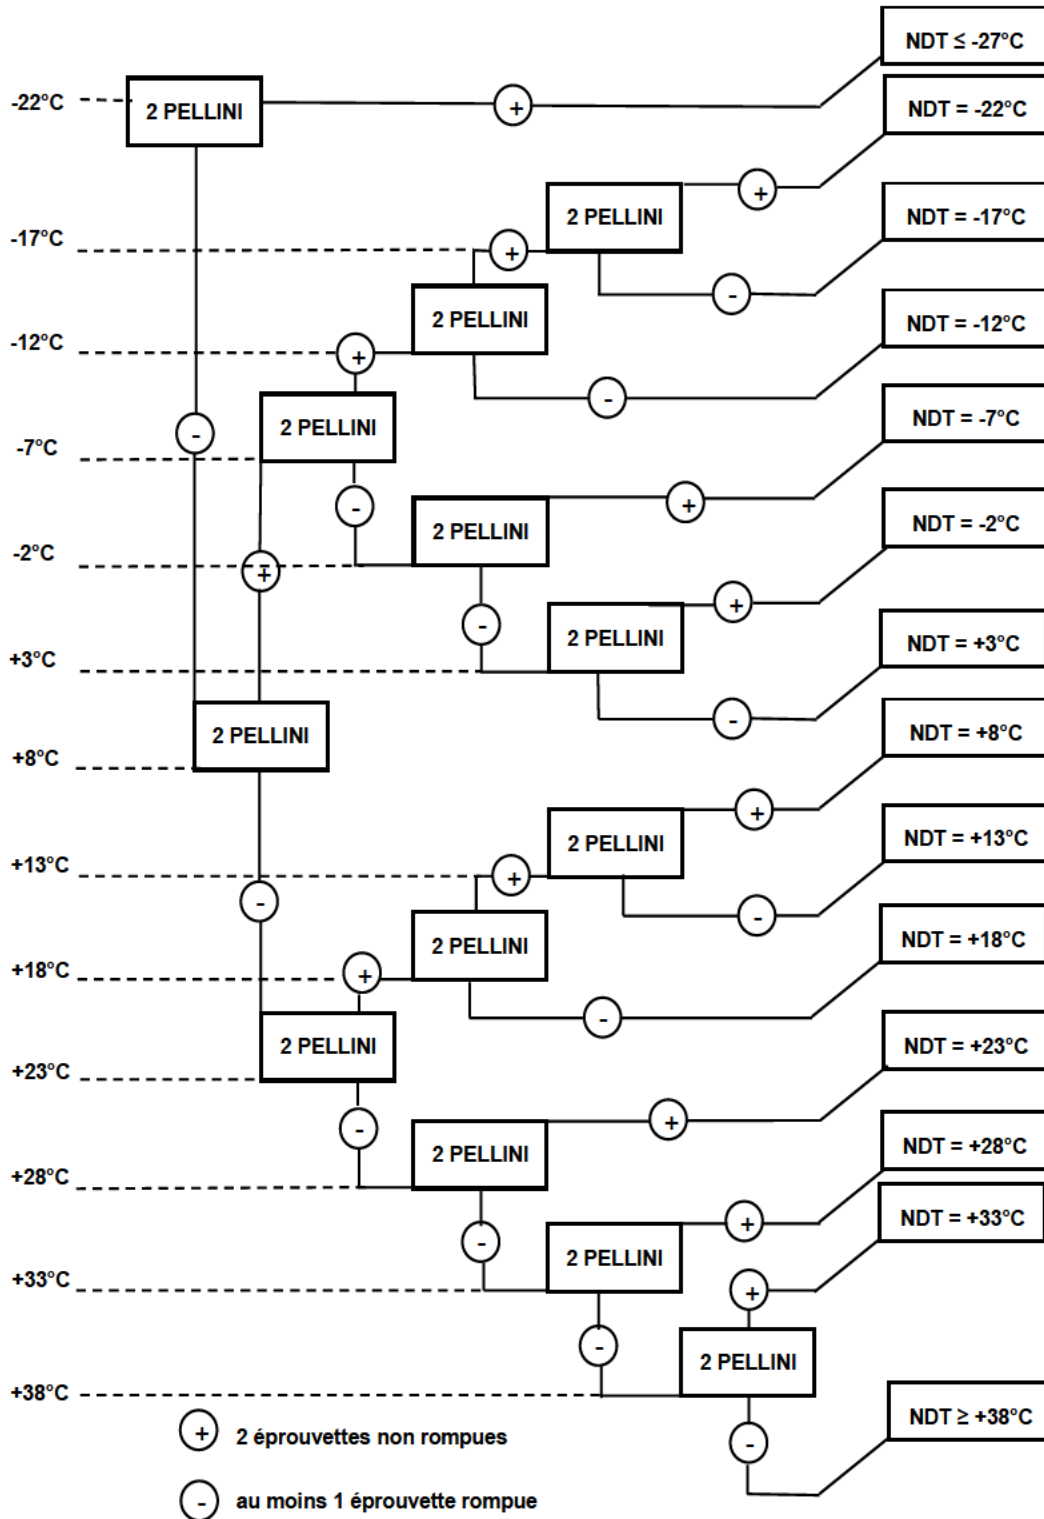 NDT ≤ -27°C
-22°C
2 PELLINI
+
NDT = -22°C
2 PELLINI
+
NDT = -17°C
-17°C
+
-
2 PELLINI
NDT = -12°C
-12°C
+
-
2 PELLINI
NDT = -7°C
-
-7°C
-
2 PELLINI
+
NDT = -2°C
-2°C
+
-
2 PELLINI
+
NDT = +3°C
+3°C
-
2 PELLINI
NDT = +8°C
+8°C
2 PELLINI
+
NDT = +13°C
+13°C
+
-
-
2 PELLINI
NDT = +18°C
+18°C
+
-
2 PELLINI
NDT = +23°C
+23°C
-
2 PELLINI
+
NDT = +28°C
+28°C
-
2 PELLINI
+
NDT = +33°C
+33°C
+
-
2 PELLINI
+38°C
NDT ≥ +38°C
-
+ 2 éprouvettes non rompues
- au moins 1 éprouvette rompue